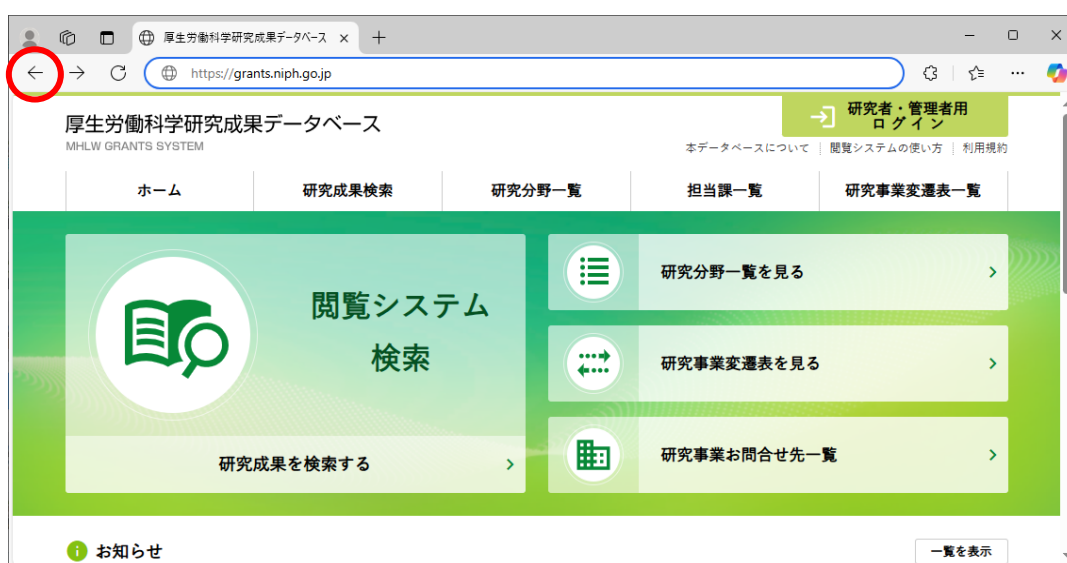 厚生労働科学研究成果データベース
https://grants.niph.go.jp
厚生労働科学研究成果データベース
MHLW GRANTS SYSTEM
研究者・管理者用
ログイン
本データベースについて
閲覧システムの使い方
利用規約
ホーム
研究成果検索
研究分野一覧
担当課一覧
研究事業変遷表一覧
閲覧システム
検索
研究成果を検索する
研究分野一覧を見る
研究事業変遷表を見る
研究事業お問合せ先一覧
お知らせ
一覧を表示